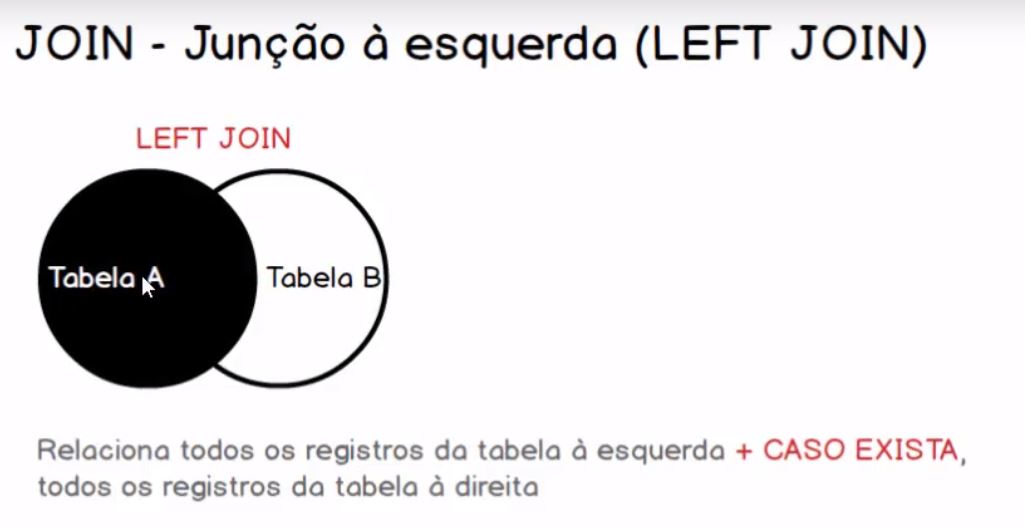 JOIN - Junção à esquerda (LEFT JOIN)
LEFT JOIN
Tabela A
Tabela B
Relaciona todos os registros da tabela à esquerda + CASO EXISTA,
todos os registros da tabela à direita